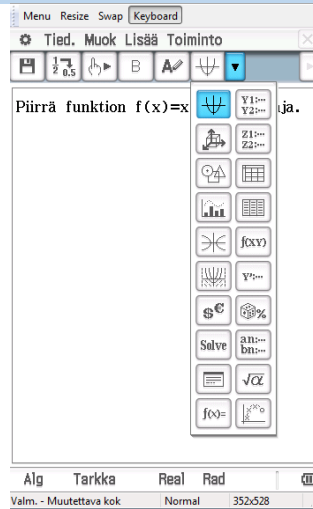 Menu Resize Swap Keyboard
Tied. Muok Lisää Toiminto
B A
Piirrä funktion f(x)=x ja.
Y1:··· Y2:···
Z1:··· Z2:···
f(XY)
Y':···
$€ %
Solve an:··· bn:···
√α
f(x)=
Alg Tarkka Real Rad
Valm. - Muutettava kok Normal 352x528